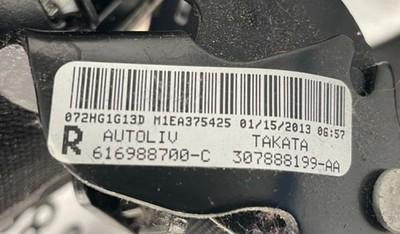 072HG1G13D M1EA375425 01/15/2013 06:57
R AUTOLIV TAKATA
616988700-C 307888199-AA